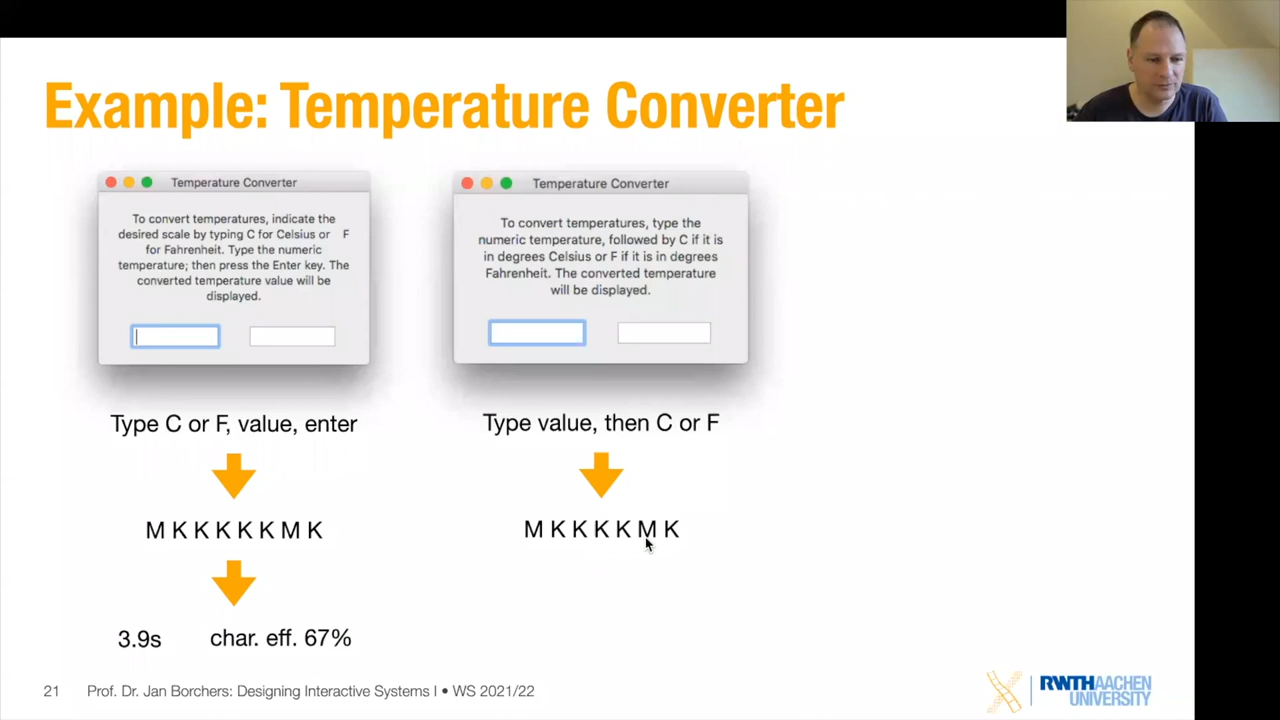 Example: Temperature Converter
Temperature Converter
To convert temperatures, indicate the
desired scale by typing C for Celsius or F
for Fahrenheit. Type the numeric
temperature; then press the Enter key. The
converted temperature value will be
displayed.
Type C or F, value, enter
M K K K K K M K
3.9s char. eff. 67%
Temperature Converter
To convert temperatures, type the
numeric temperature, followed by C if it is
in degrees Celsius or F if it is in degrees
Fahrenheit. The converted temperature
will be displayed.
Type value, then C or F
M K K K K M K
21 Prof. Dr. Jan Borchers: Designing Interactive Systems I • WS 2021/22
RWTHAACHEN
UNIVERSITY